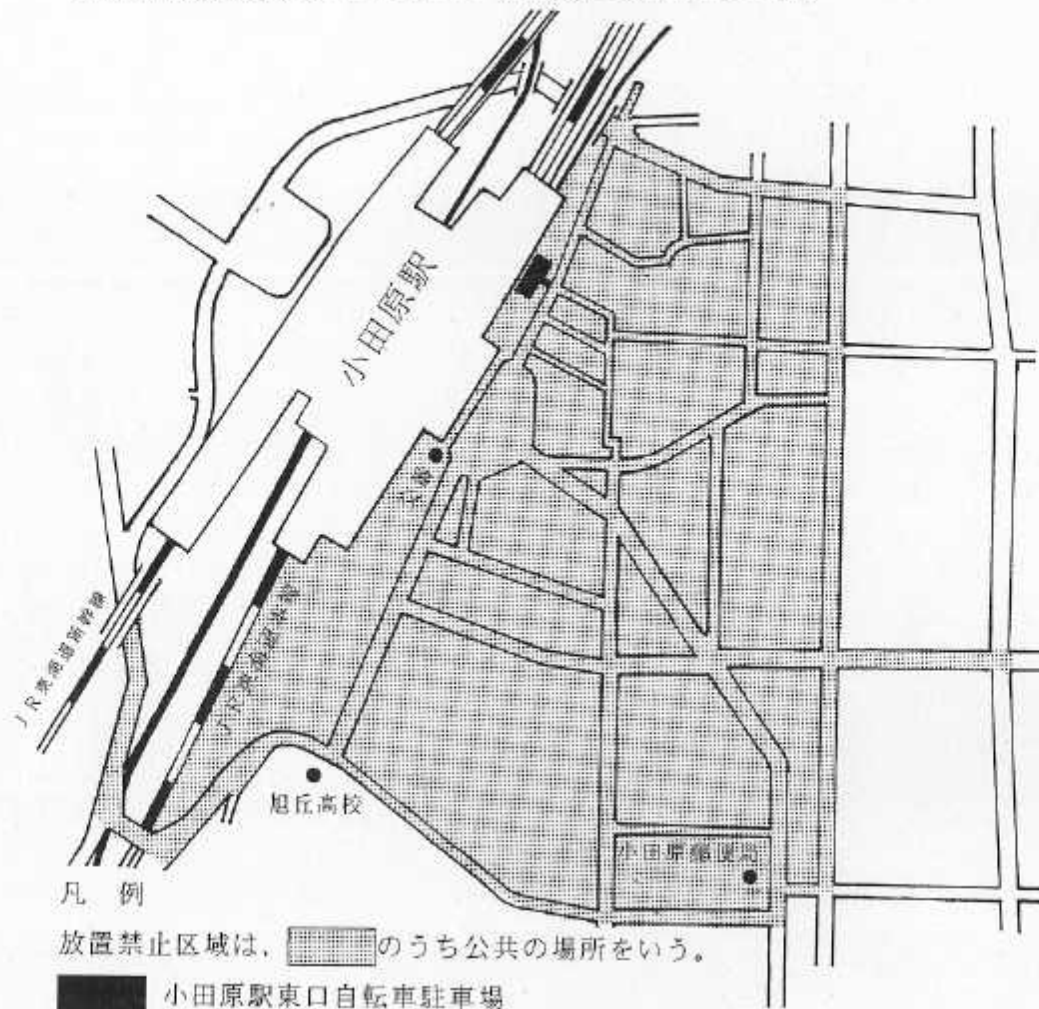 小田原駅
交番
JR東海道新幹線
JR東海道本線
旭丘高校
小田原郵便局
凡 例
放置禁止区域は、のうち公共の場所をいう。
小田原駅東口自転車駐車場